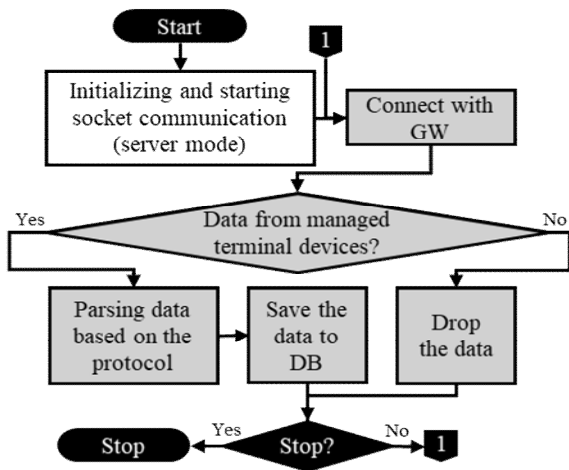 Start
1
Initializing and starting
socket communication
(server mode)
Connect with
GW
Yes
Data from managed
terminal devices?
No
Parsing data
based on the
protocol
Save the
data to
DB
Drop
the data
Stop
Yes
Stop?
No
1